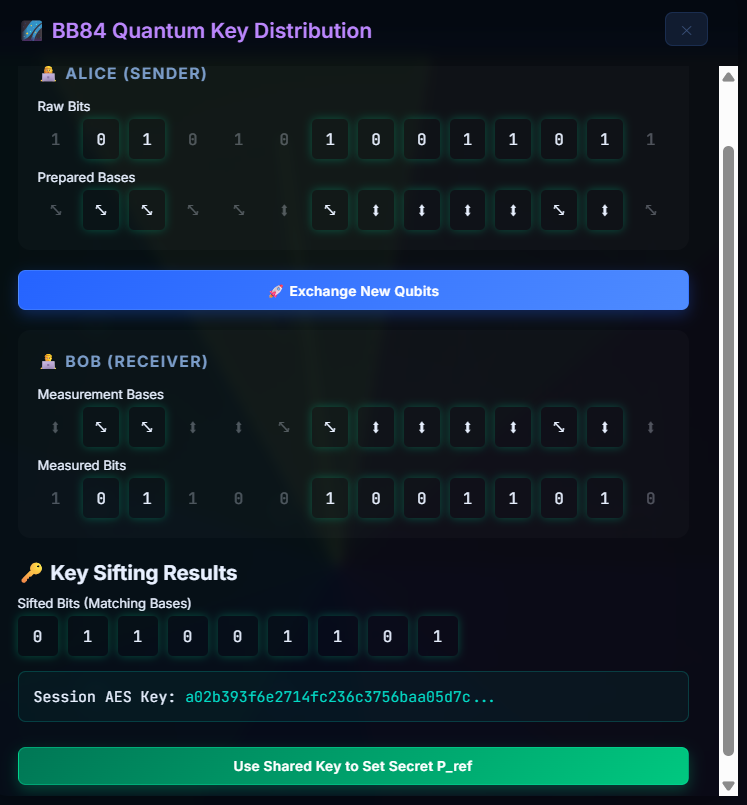 BB84 Quantum Key Distribution
×
ALICE (SENDER)
Raw Bits
1 0 1 0 1 0 1 0 0 1 1 0 1 1
Prepared Bases
⤡ ⤡ ⤡ ⤡ ⤡ ⬍ ⤡ ⬍ ⬍ ⬍ ⬍ ⤡ ⬍ ⤡
🚀 Exchange New Qubits
BOB (RECEIVER)
Measurement Bases
⬍ ⤡ ⤡ ⬍ ⬍ ⤡ ⤡ ⬍ ⬍ ⬍ ⬍ ⤡ ⬍ ⬍
Measured Bits
1 0 1 1 0 0 1 0 0 1 1 0 1 0
🔑 Key Sifting Results
Sifted Bits (Matching Bases)
0 1 1 0 0 1 1 0 1
Session AES Key: a02b393f6e2714fc236c3756baa05d7c...
Use Shared Key to Set Secret P_ref